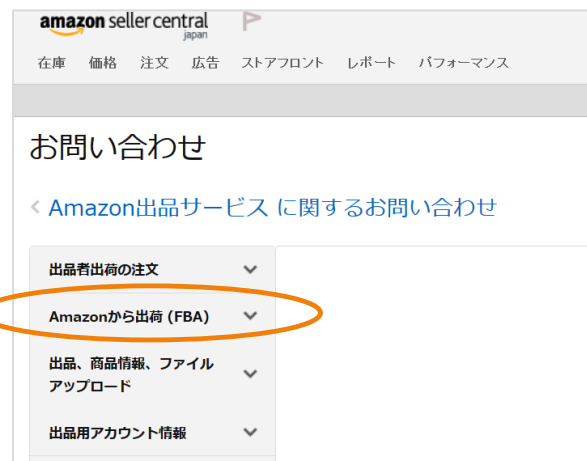 amazon seller central
japan
在庫 価格 注文 広告 ストアフロント レポート パフォーマンス
お問い合わせ
Amazon出品サービス に関するお問い合わせ
出品者出荷の注文
Amazonから出荷 (FBA)
出品、商品情報、ファイル
アップロード
出品用アカウント情報